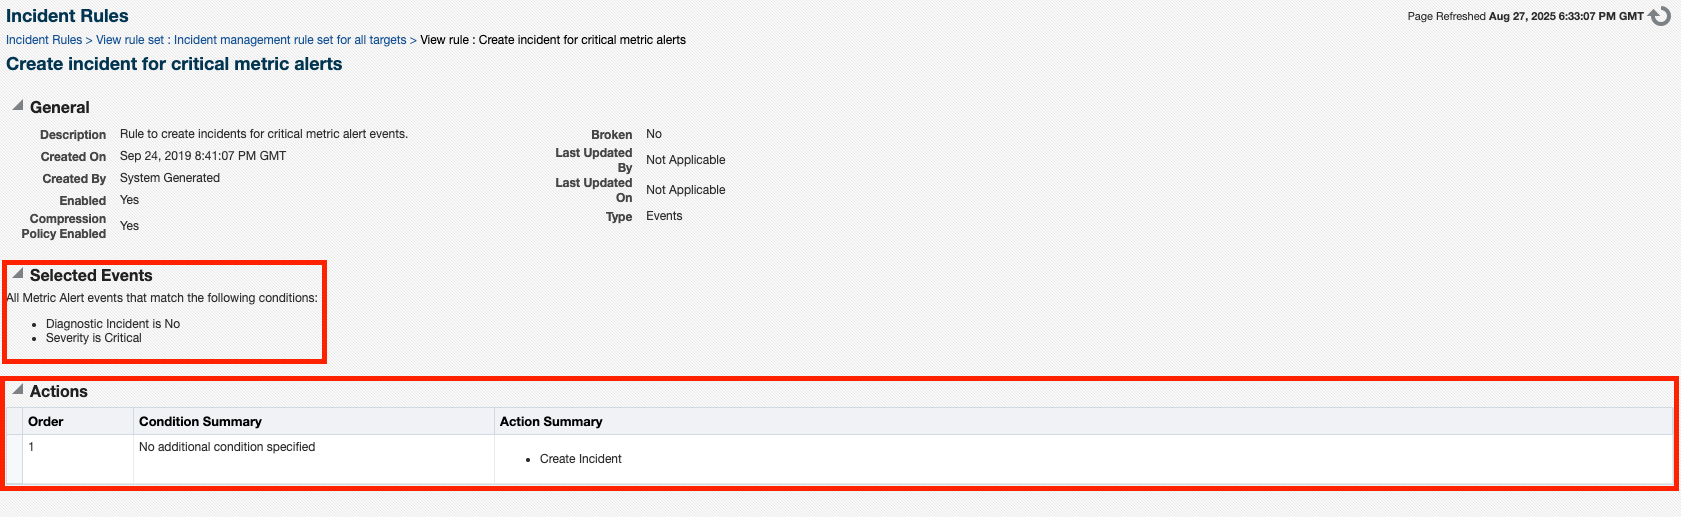 Incident Rules
Page Refreshed Aug 27, 2025 6:33:07 PM GMT
Incident Rules > View rule set : Incident management rule set for all targets > View rule : Create incident for critical metric alerts
Create incident for critical metric alerts
General
Description Rule to create incidents for critical metric alert events.
Created On Sep 24, 2019 8:41:07 PM GMT
Created By System Generated
Enabled Yes
Compression
Policy Enabled Yes
Broken No
Last Updated
By Not Applicable
Last Updated
On Not Applicable
Type Events
Selected Events
All Metric Alert events that match the following conditions:
• Diagnostic Incident is No
• Severity is Critical
Actions
Order Condition Summary Action Summary
1 No additional condition specified
• Create Incident